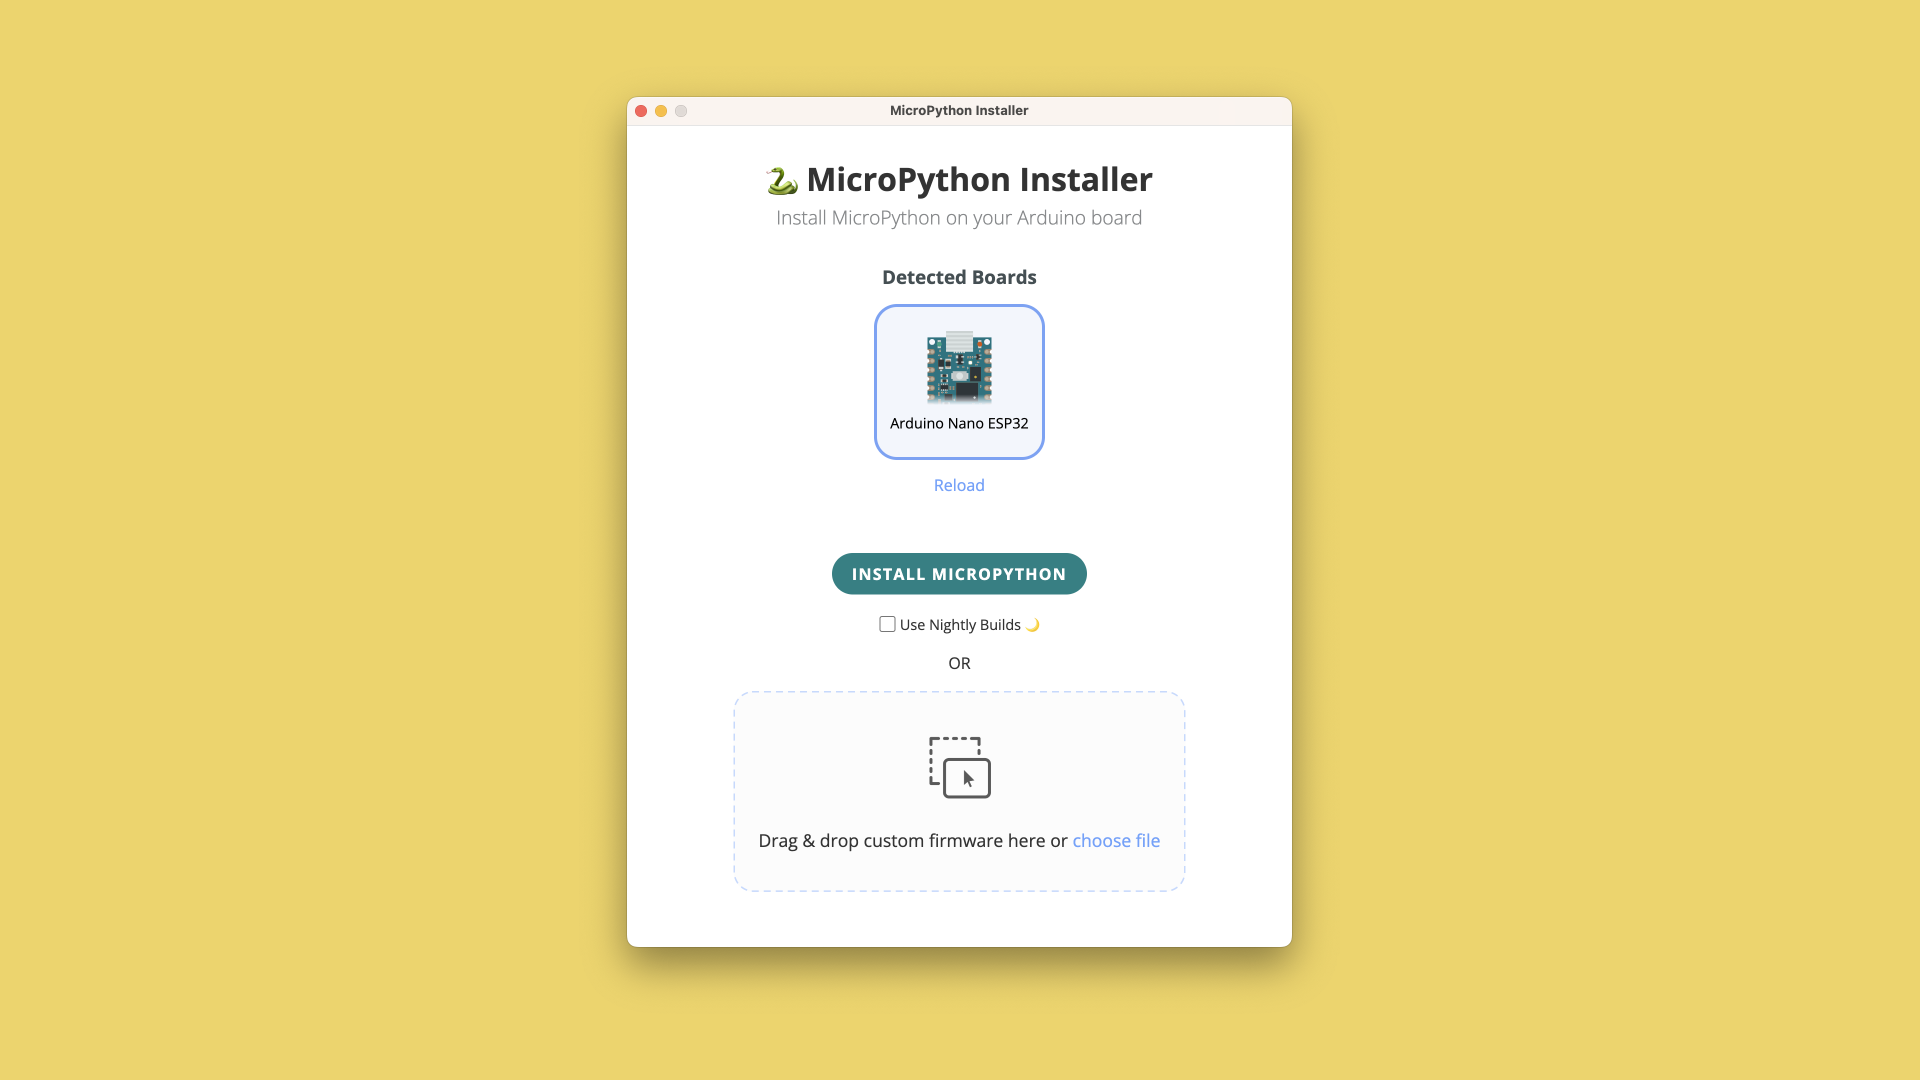 MicroPython Installer
🐍 MicroPython Installer
Install MicroPython on your Arduino board
Detected Boards
Arduino Nano ESP32
Reload
INSTALL MICROPYTHON
Use Nightly Builds 🌙
OR
Drag & drop custom firmware here or choose file